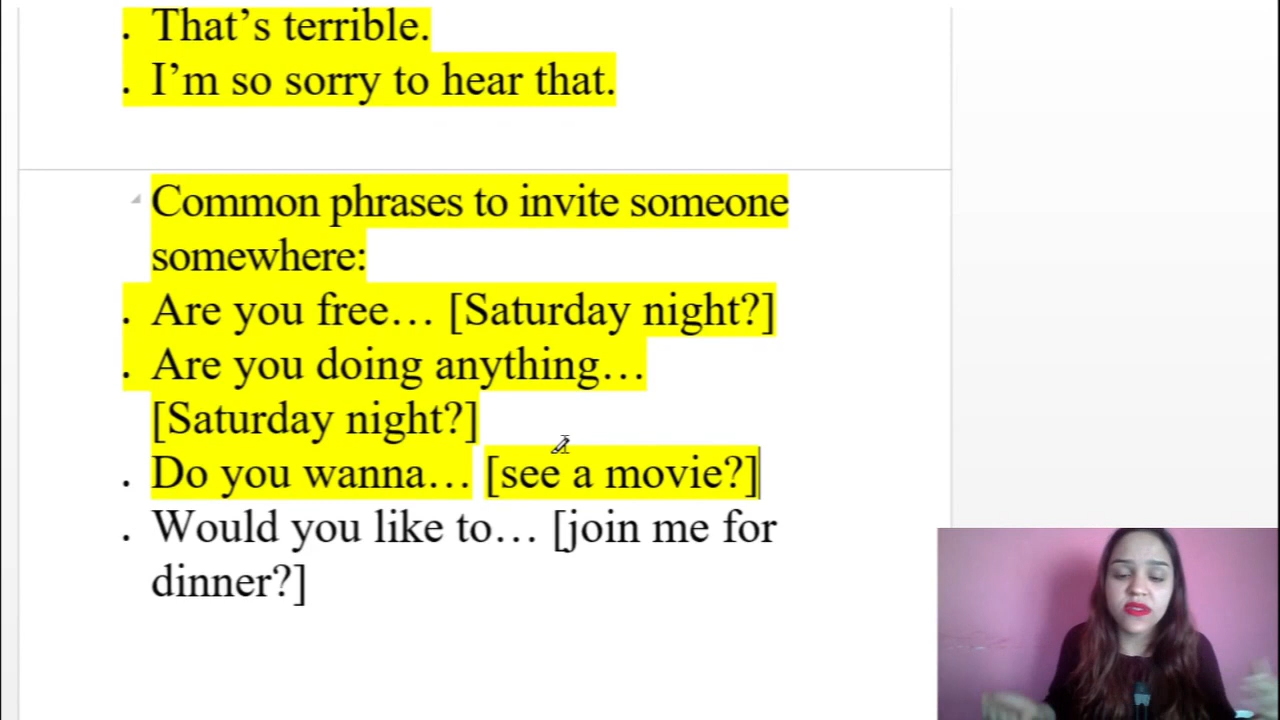 . That’s terrible.
. I’m so sorry to hear that.
Common phrases to invite someone
somewhere:
. Are you free… [Saturday night?]
. Are you doing anything…
[Saturday night?]
. Do you wanna… [see a movie?]
. Would you like to… [join me for
dinner?]